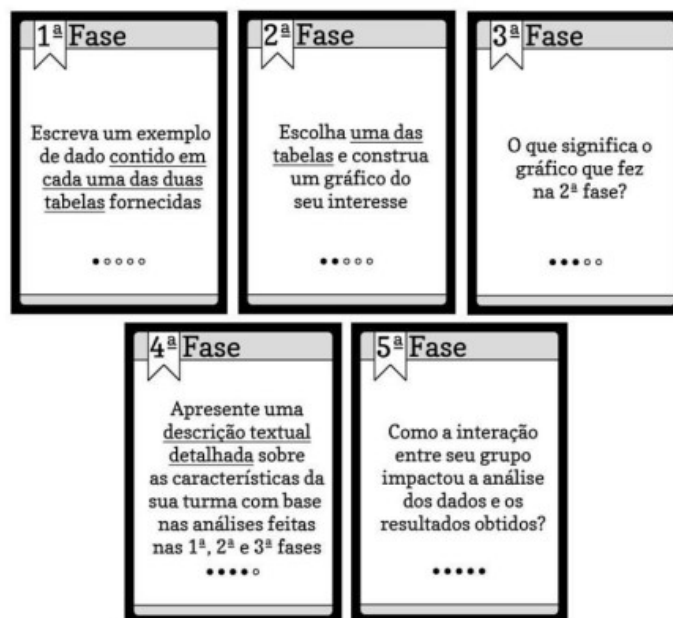 1ª Fase
Escreva um exemplo
de dado contido em
cada uma das duas
tabelas fornecidas
2ª Fase
Escolha uma das
tabelas e construa
um gráfico do
seu interesse
3ª Fase
O que significa o
gráfico que fez
na 2ª fase?
4ª Fase
Apresente uma
descrição textual
detalhada sobre
as características da
sua turma com base
nas análises feitas
nas 1ª, 2ª e 3ª fases
5ª Fase
Como a interação
entre seu grupo
impactou a análise
dos dados e os
resultados obtidos?